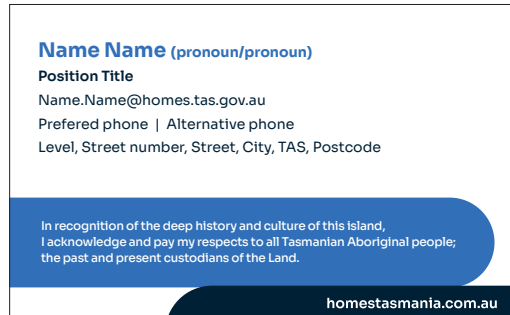 Name Name (pronoun/pronoun)
Position Title
Name.Name@homes.tas.gov.au
Prefered phone | Alternative phone
Level, Street number, Street, City, TAS, Postcode
In recognition of the deep history and culture of this island,
I acknowledge and pay my respects to all Tasmanian Aboriginal people;
the past and present custodians of the Land.
homestasmania.com.au